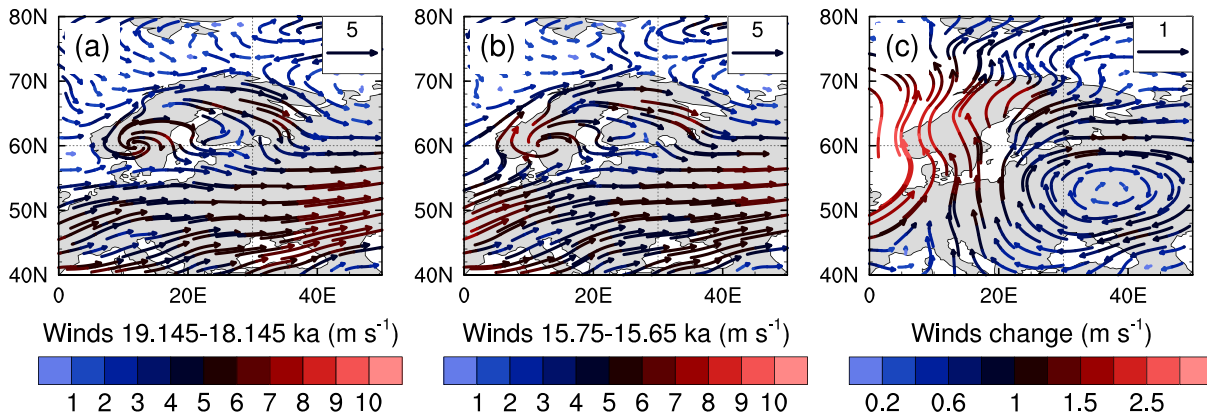 80N
70N
60N
50N
40N
0
20E
40E
(a)
5
Winds 19.145-18.145 ka (m s⁻¹)
1 2 3 4 5 6 7 8 9 10
80N
70N
60N
50N
40N
0
20E
40E
(b)
5
Winds 15.75-15.65 ka (m s⁻¹)
1 2 3 4 5 6 7 8 9 10
80N
70N
60N
50N
40N
0
20E
40E
(c)
1
Winds change (m s⁻¹)
0.2 0.6 1 1.5 2.5